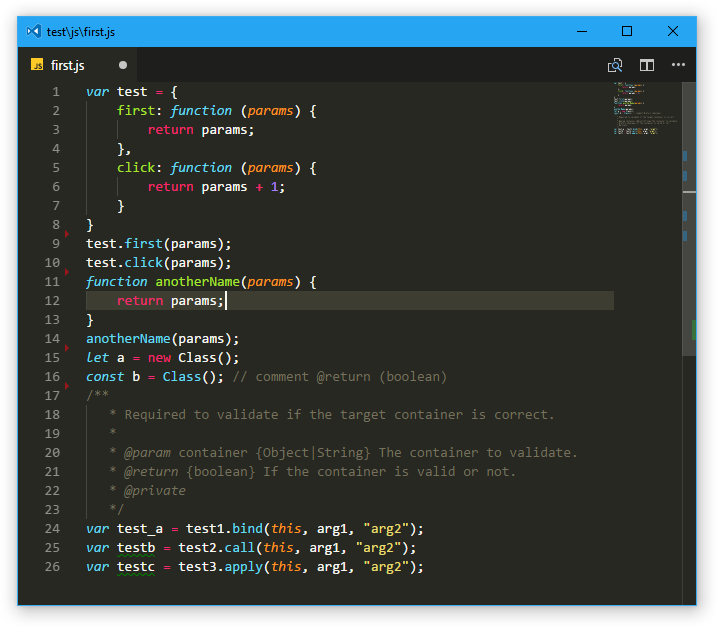 test\js\first.js
JS first.js
1 var test = {
2 first: function (params) {
3 return params;
4 },
5 click: function (params) {
6 return params + 1;
7 }
8 }
9 test.first(params);
10 test.click(params);
11 function anotherName(params) {
12 return params;
13 }
14 anotherName(params);
15 let a = new Class();
16 const b = Class(); // comment @return (boolean)
17 /**
18 * Required to validate if the target container is correct.
19 *
20 * @param container {Object|String} The container to validate.
21 * @return {boolean} If the container is valid or not.
22 * @private
23 */
24 var test_a = test1.bind(this, arg1, "arg2");
25 var testb = test2.call(this, arg1, "arg2");
26 var testc = test3.apply(this, arg1, "arg2");